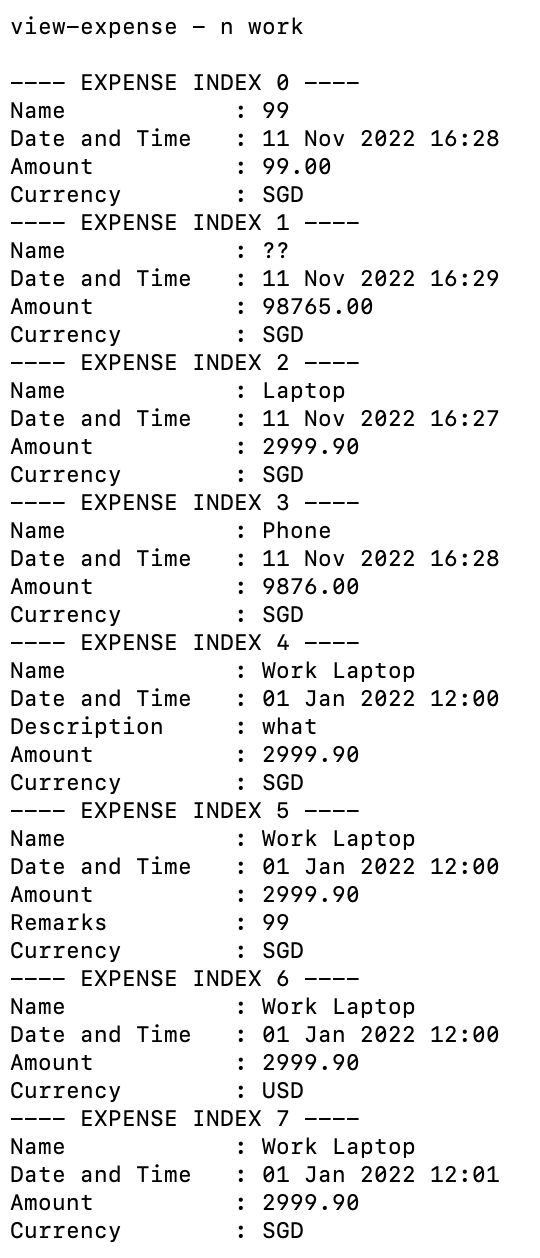 view-expense - n work
---- EXPENSE INDEX 0 ----
Name : 99
Date and Time : 11 Nov 2022 16:28
Amount : 99.00
Currency : SGD
---- EXPENSE INDEX 1 ----
Name : ??
Date and Time : 11 Nov 2022 16:29
Amount : 98765.00
Currency : SGD
---- EXPENSE INDEX 2 ----
Name : Laptop
Date and Time : 11 Nov 2022 16:27
Amount : 2999.90
Currency : SGD
---- EXPENSE INDEX 3 ----
Name : Phone
Date and Time : 11 Nov 2022 16:28
Amount : 9876.00
Currency : SGD
---- EXPENSE INDEX 4 ----
Name : Work Laptop
Date and Time : 01 Jan 2022 12:00
Description : what
Amount : 2999.90
Currency : SGD
---- EXPENSE INDEX 5 ----
Name : Work Laptop
Date and Time : 01 Jan 2022 12:00
Amount : 2999.90
Remarks : 99
Currency : SGD
---- EXPENSE INDEX 6 ----
Name : Work Laptop
Date and Time : 01 Jan 2022 12:00
Amount : 2999.90
Currency : USD
---- EXPENSE INDEX 7 ----
Name : Work Laptop
Date and Time : 01 Jan 2022 12:01
Amount : 2999.90
Currency : SGD